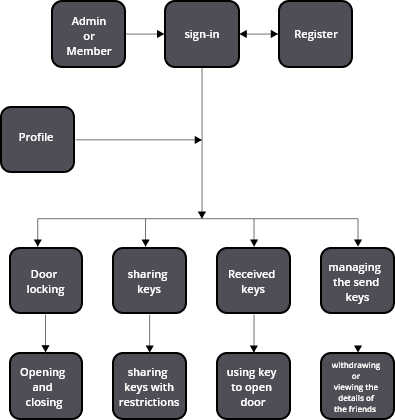 Admin
or
Member
sign-in
Register
Profile
Door
locking
sharing
keys
Received
keys
managing
the send
keys
Opening
and
closing
sharing
keys with
restrictions
using key
to open
door
withdrawing
or
viewing the
details of
the friends